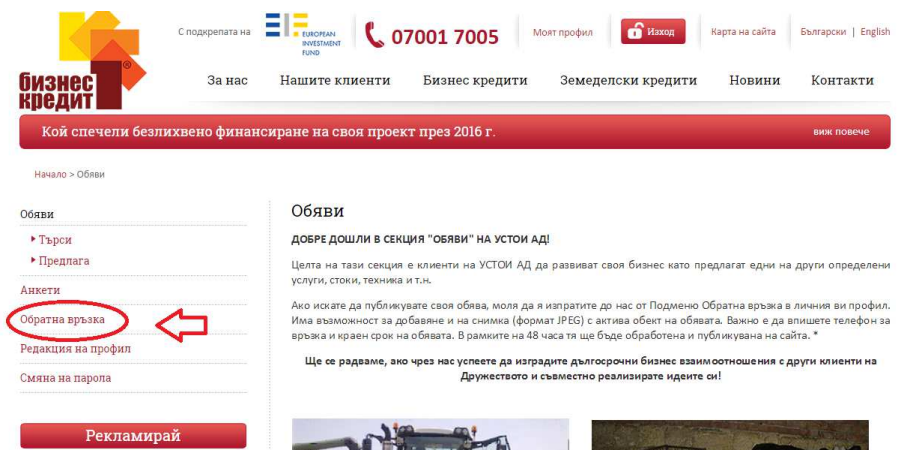 С подкрепата на
EUROPEAN
INVESTMENT
FUND
07001 7005
Моят профил
Изход
Карта на сайта
Български | English
бизнес
кредит
®
За нас
Нашите клиенти
Бизнес кредити
Земеделски кредити
Новини
Контакти
Кой спечели безлихвено финансиране на своя проект през 2016 г.
виж повече
Начало > Обяви
Обяви
Търси
Предлага
Анкети
Обратна връзка
Редакция на профил
Смяна на парола
Рекламирай
Обяви
ДОБРЕ ДОШЛИ В СЕКЦИЯ "ОБЯВИ" НА УСТОИ АД!
Целта на тази секция е клиенти на УСТОИ АД да развиват своя бизнес като предлагат едни на други определени
услуги, стоки, техника и т.н.
Ако искате да публикувате своя обява, моля да я изпратите до нас от Подменю Обратна връзка в личния ви профил.
Има възможност за добавяне и на снимка (формат JPEG) с актива обект на обявата. Важно е да впишете телефон за
връзка и краен срок на обявата. В рамките на 48 часа тя ще бъде обработена и публикувана на сайта. *
Ще се радваме, ако чрез нас успеете да изградите дългосрочни бизнес взаимоотношения с други клиенти на
Дружеството и съвместно реализирате идеите си!